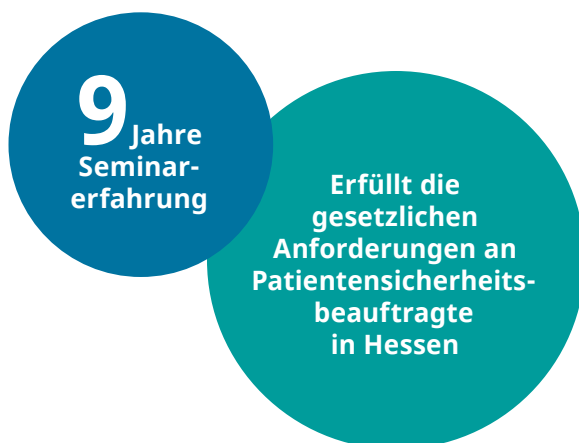 9 Jahre
Seminar-
erfahrung
Erfüllt die
gesetzlichen
Anforderungen an
Patientensicherheits-
beauftragte
in Hessen